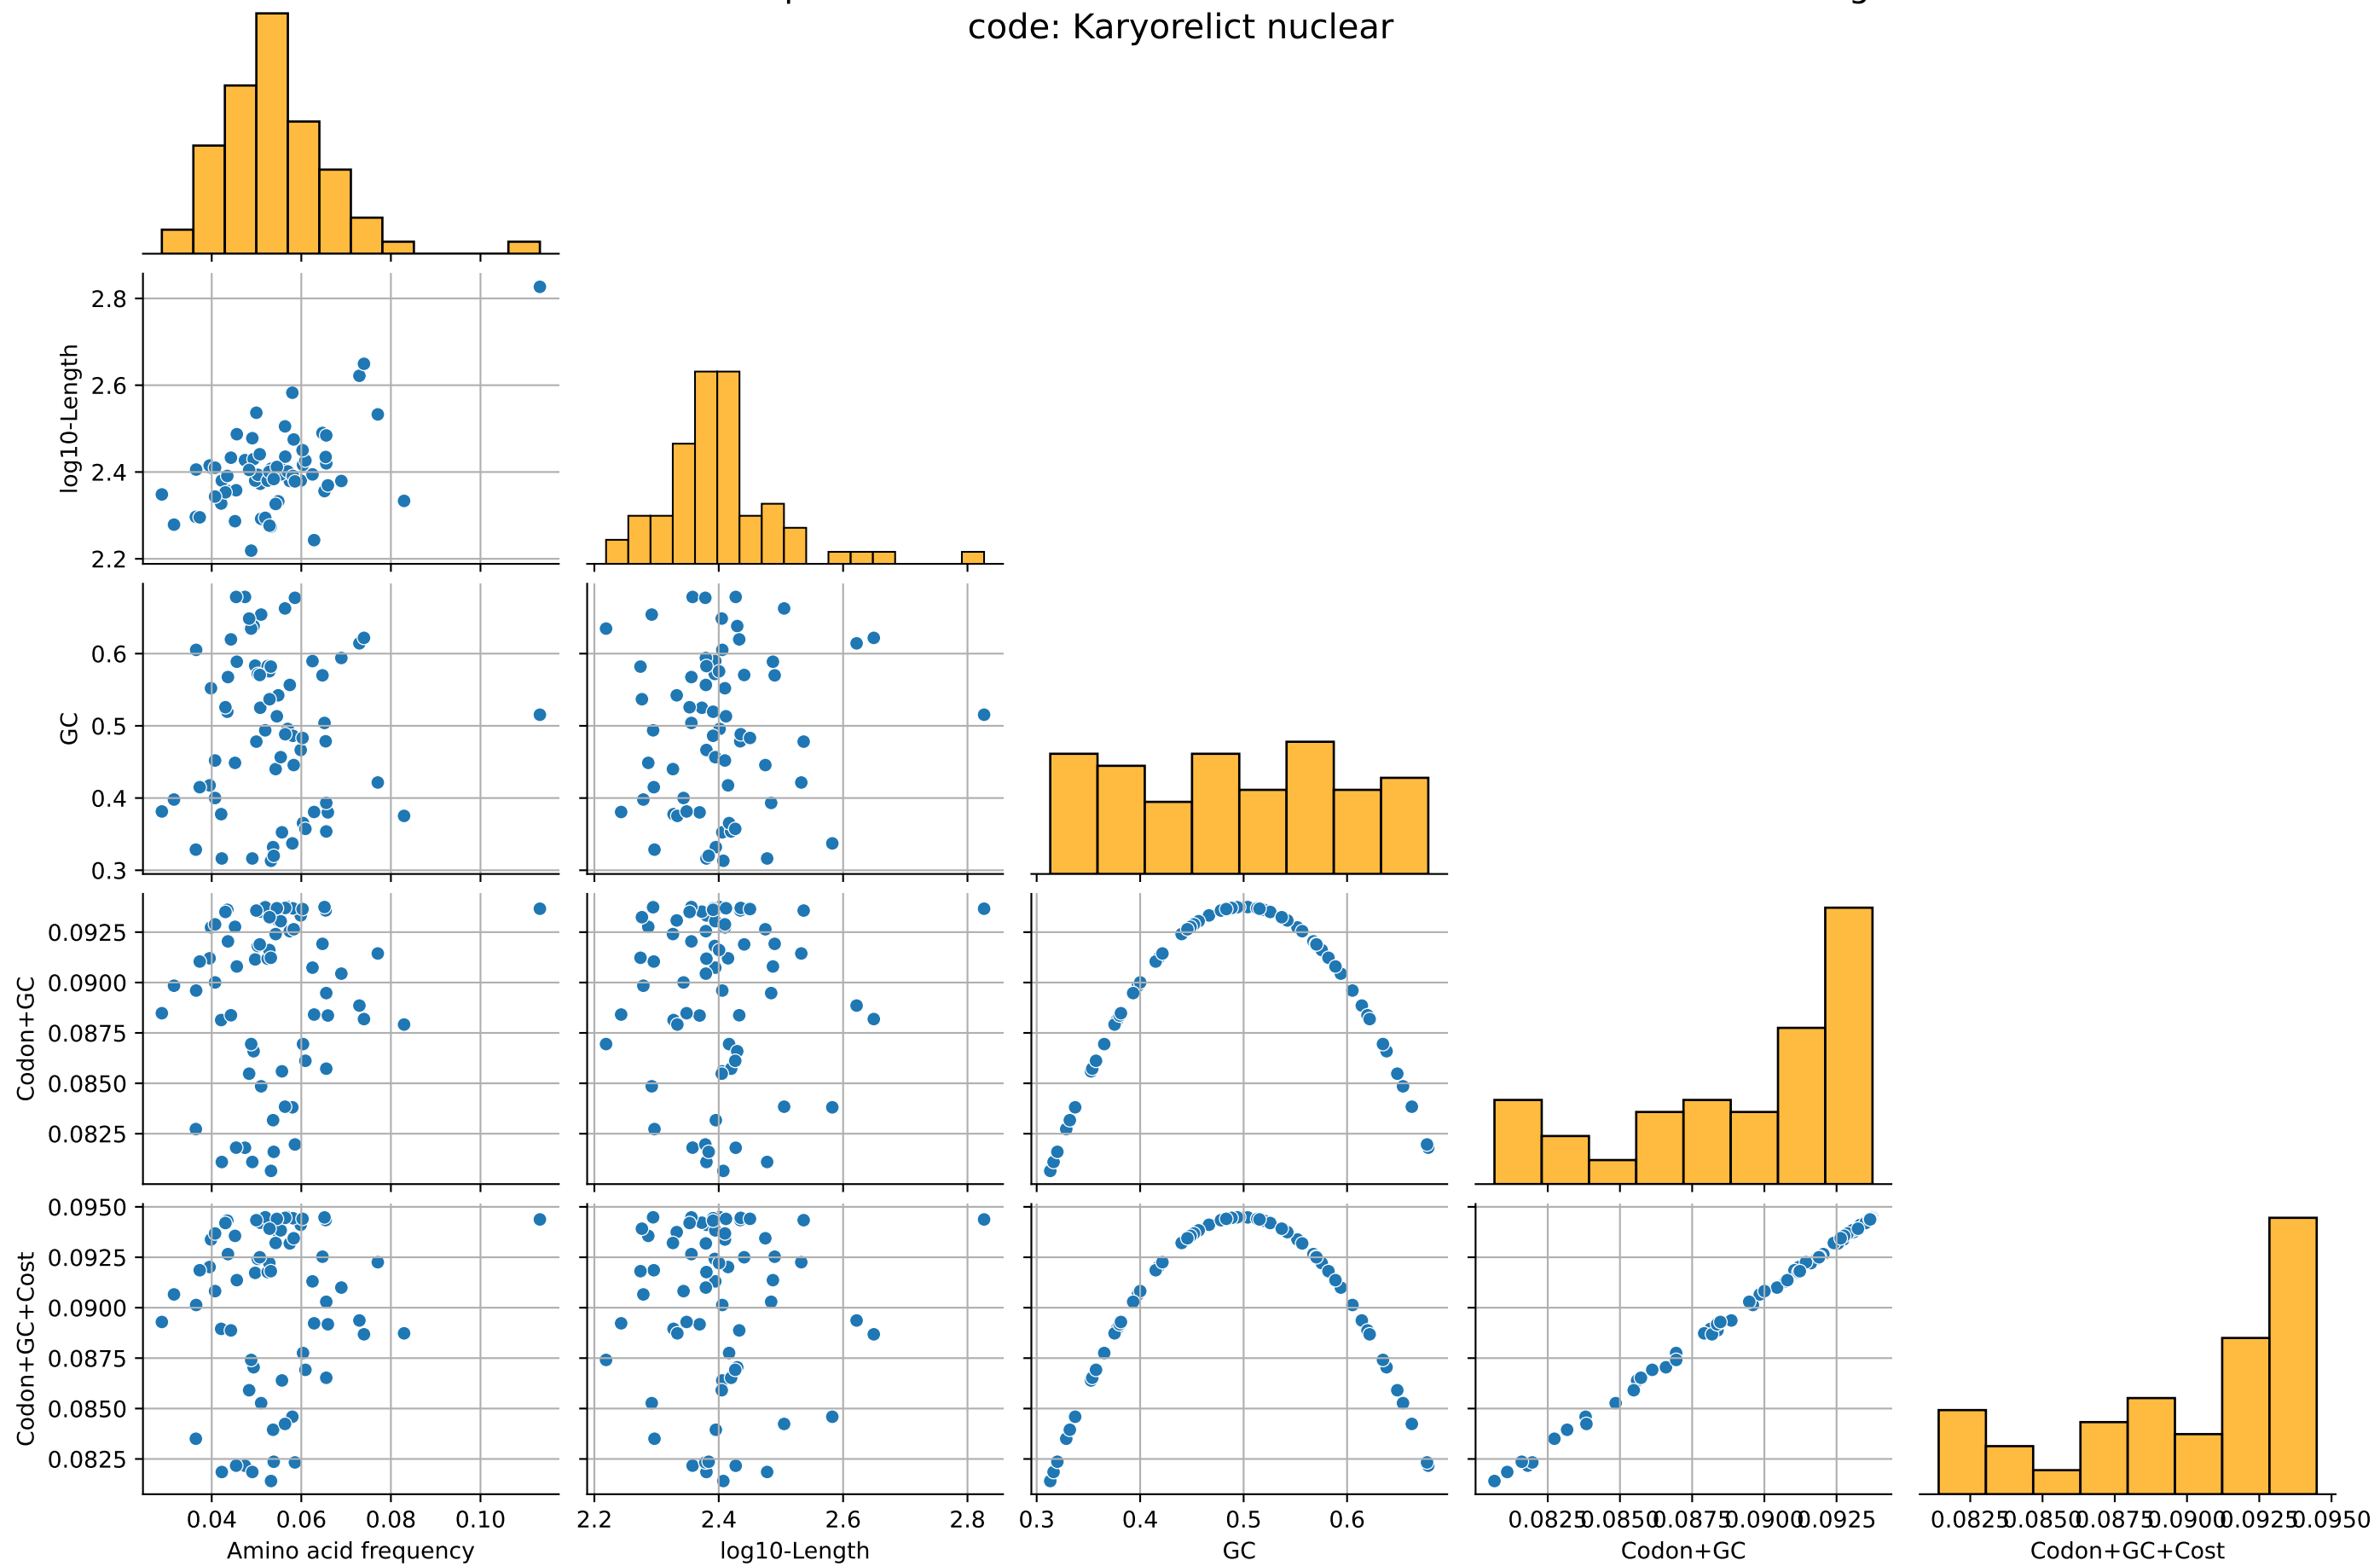 code: Karyorelict nuclear
2.8
2.6
2.4
2.2
log10-Length
0.6
0.5
0.4
0.3
GC
0.0925
0.0900
0.0875
0.0850
0.0825
Codon+GC
0.0950
0.0925
0.0900
0.0875
0.0850
0.0825
Codon+GC+Cost
0.04 0.06 0.08 0.10
2.2 2.4 2.6 2.8
0.3 0.4 0.5 0.6
0.0825 0.0850 0.0875 0.0900 0.0925
0.0825 0.0850 0.0875 0.0900 0.0925 0.0950
Amino acid frequency
log10-Length
GC
Codon+GC
Codon+GC+Cost